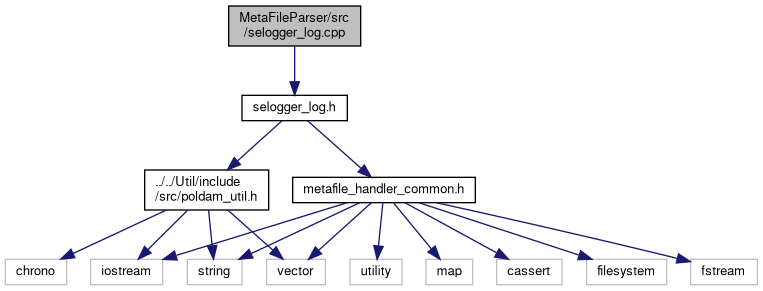 MetaFileParser/src
/selogger_log.cpp
selogger_log.h
../../Util/include
/src/poldam_util.h
metafile_handler_common.h
chrono
iostream
string
vector
utility
map
cassert
filesystem
fstream